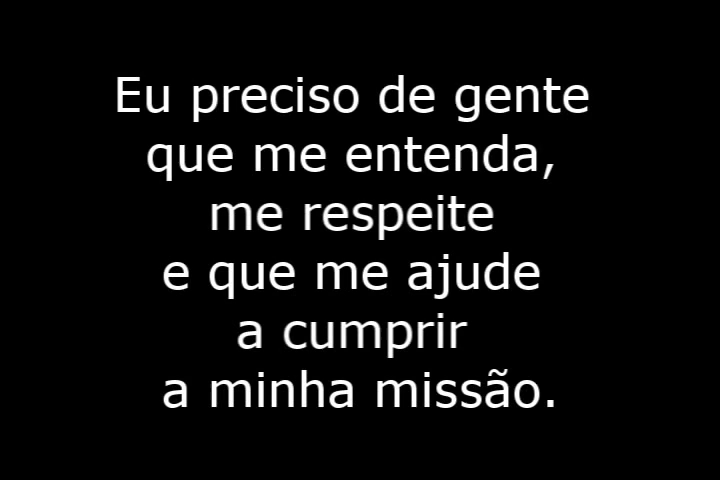 Eu preciso de gente
que me entenda,
me respeite
e que me ajude
a cumprir
a minha missão.